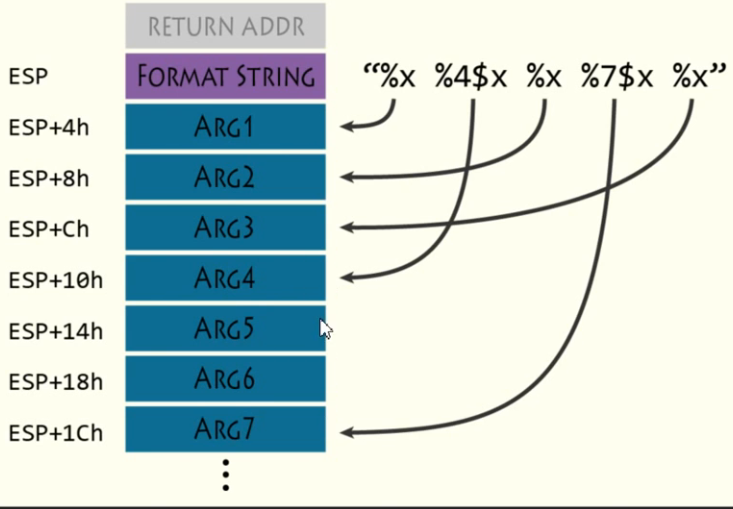 RETURN ADDR
ESP FORMAT STRING “%x %4$x %x %7$x %x”
ESP+4h ARG1
ESP+8h ARG2
ESP+Ch ARG3
ESP+10h ARG4
ESP+14h ARG5
ESP+18h ARG6
ESP+1Ch ARG7